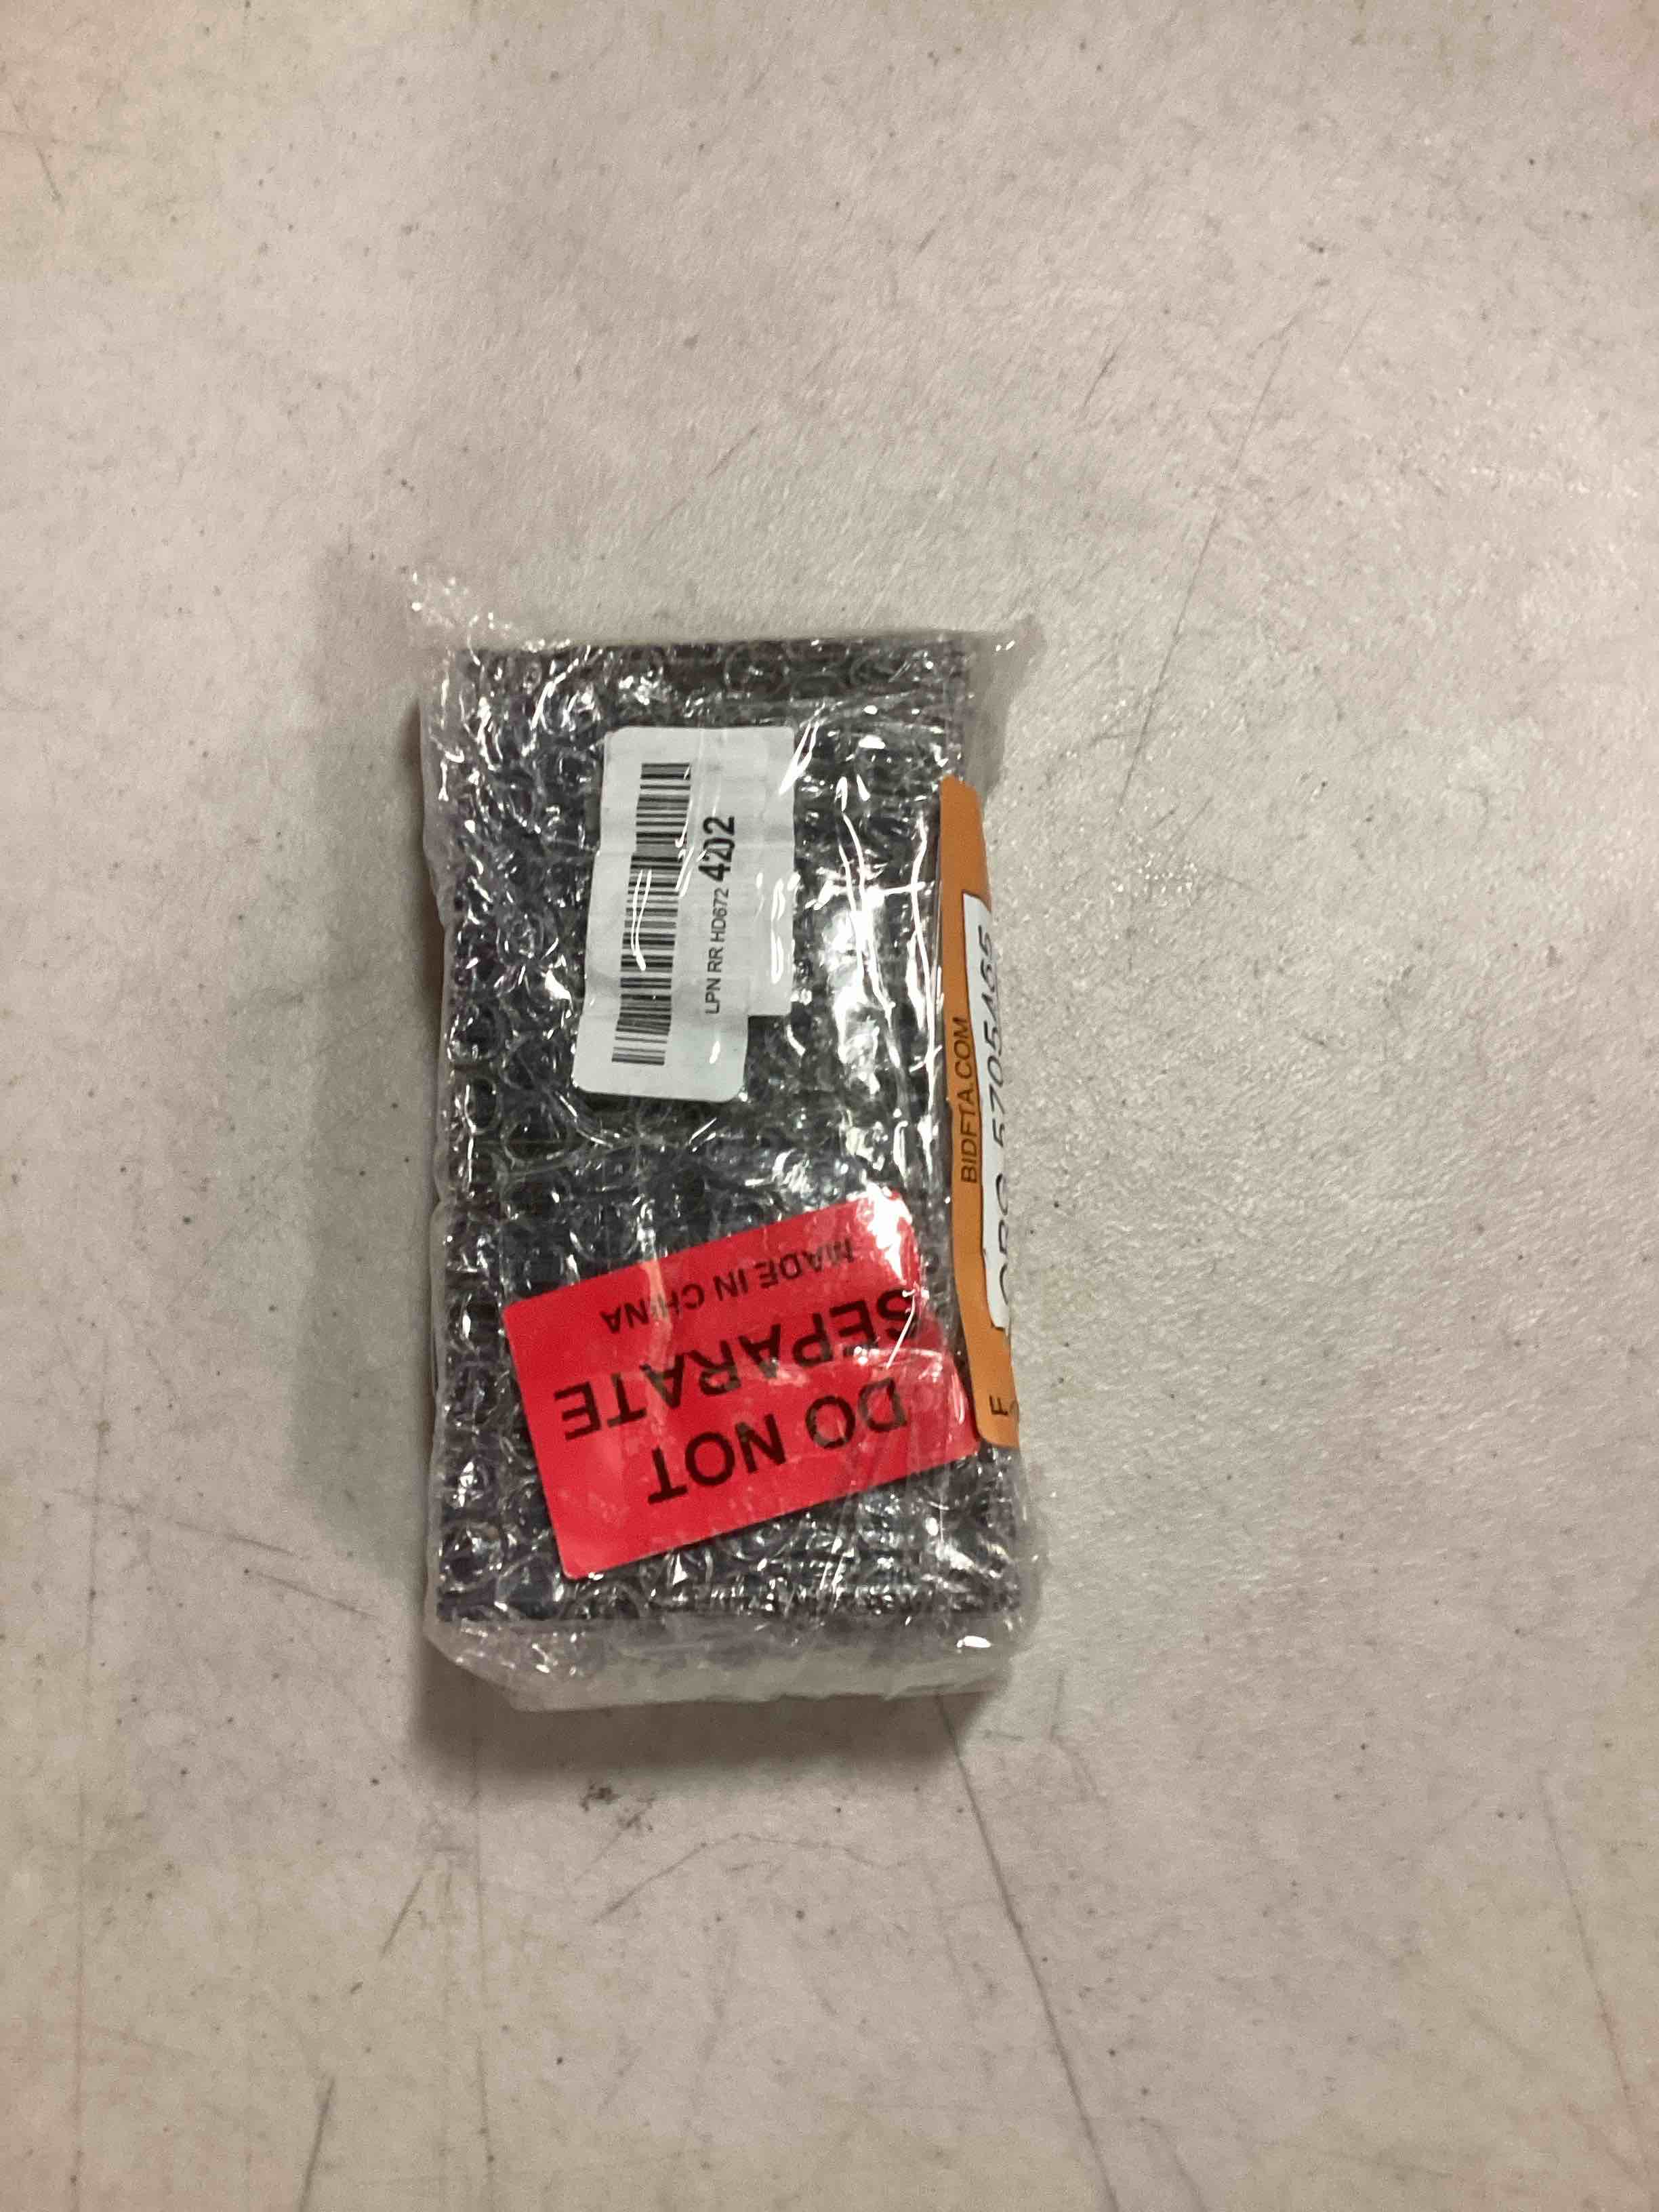 LPN RR HD672 4202
BIDFTA.COM
DO NOT
SEPARATE
MADE IN CHINA